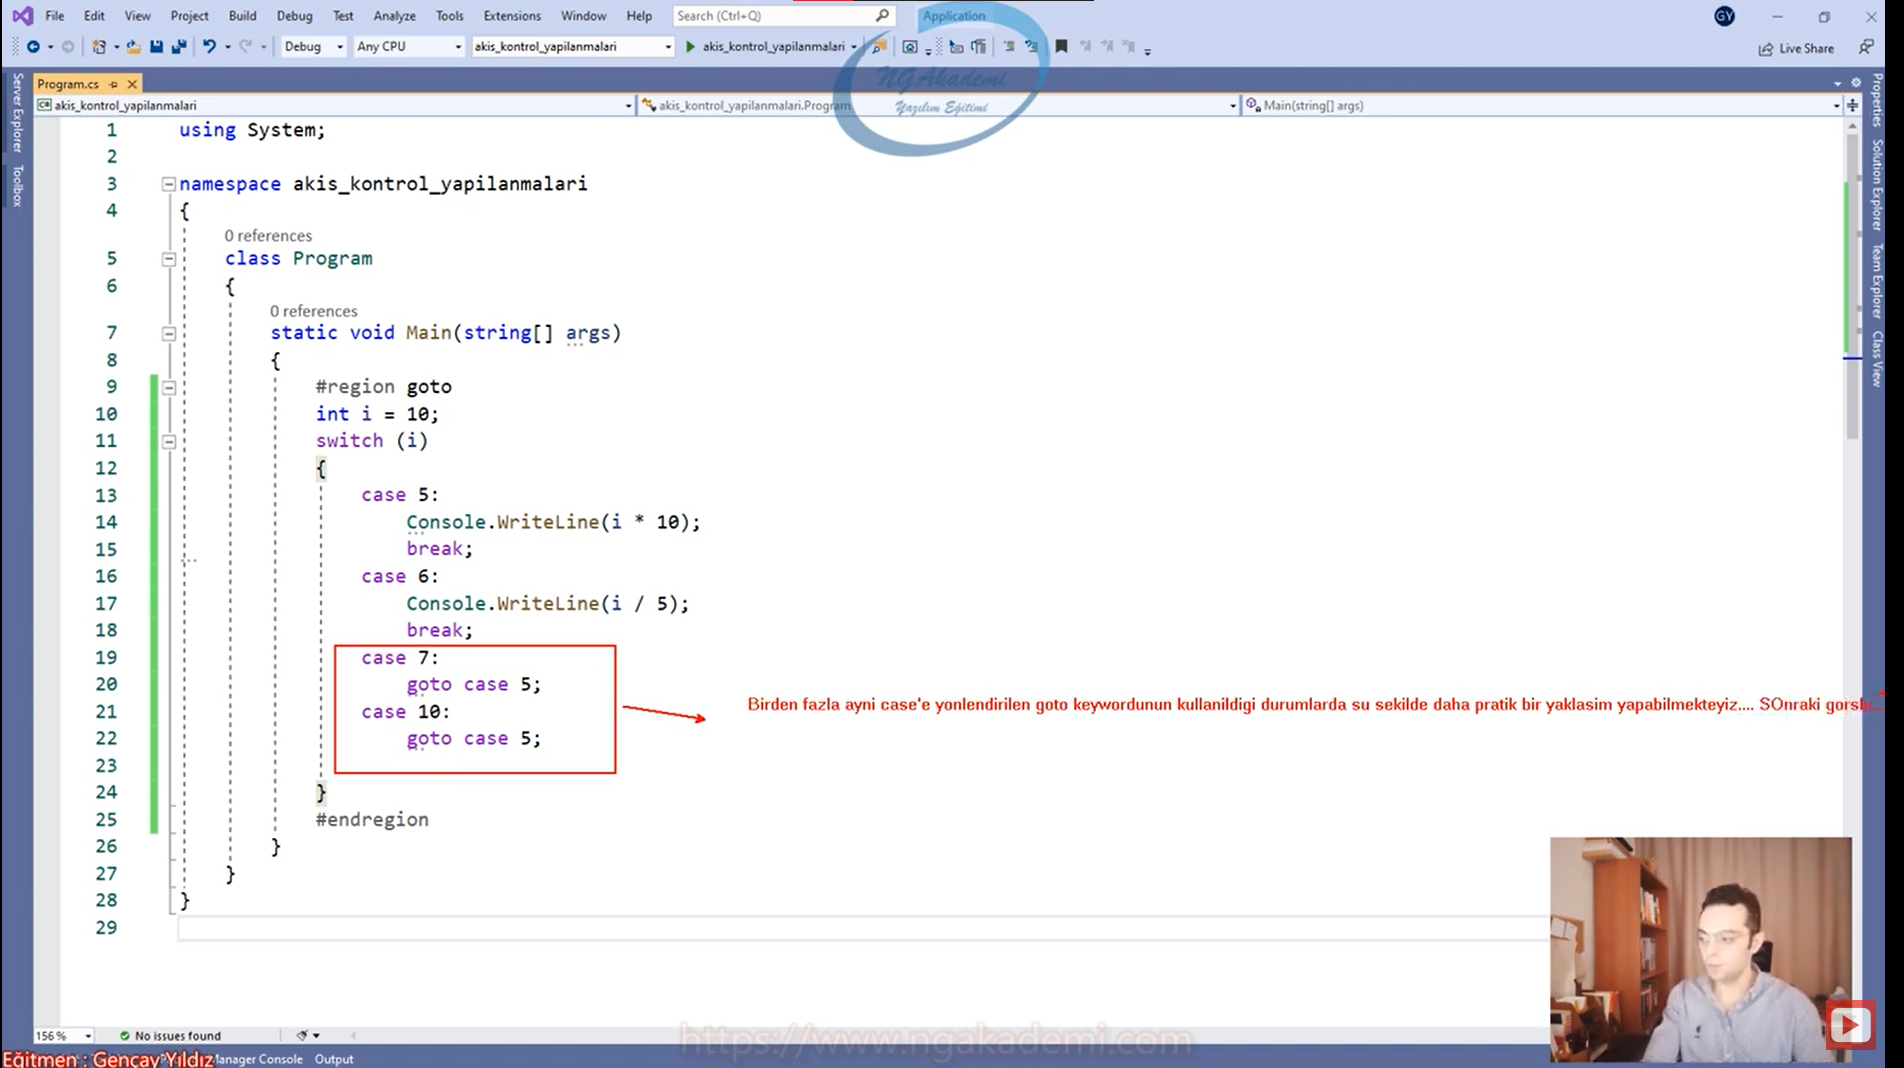 File Edit View Project Build Debug Test Analyze Tools Extensions Window Help Search (Ctrl+Q) Application GY
Debug Any CPU akis_kontrol_yapilanmalari akis_kontrol_yapilanmalari Live Share
NGAkademi
Yazılım Eğitimi
Program.cs
akis_kontrol_yapilanmalari akis_kontrol_yapilanmalari.Program Main(string[] args)
Server Explorer
Toolbox
Properties
Solution Explorer
Team Explorer
Class View
1 using System;
2
3 namespace akis_kontrol_yapilanmalari
4 {
0 references
5 class Program
6 {
0 references
7 static void Main(string[] args)
8 {
9 #region goto
10 int i = 10;
11 switch (i)
12 {
13 case 5:
14 Console.WriteLine(i * 10);
15 break;
16 case 6:
17 Console.WriteLine(i / 5);
18 break;
19 case 7:
20 goto case 5;
21 case 10:
22 goto case 5;
23
24 }
25 #endregion
26 }
27 }
28 }
29
Birden fazla ayni case'e yonlendirilen goto keywordunun kullanildigi durumlarda su sekilde daha pratik bir yaklasim yapabilmekteyiz.... SOnraki
156 % No issues found
https://www.ngakademi.com
Eğitmen : Gençay Yıldız Manager Console Output